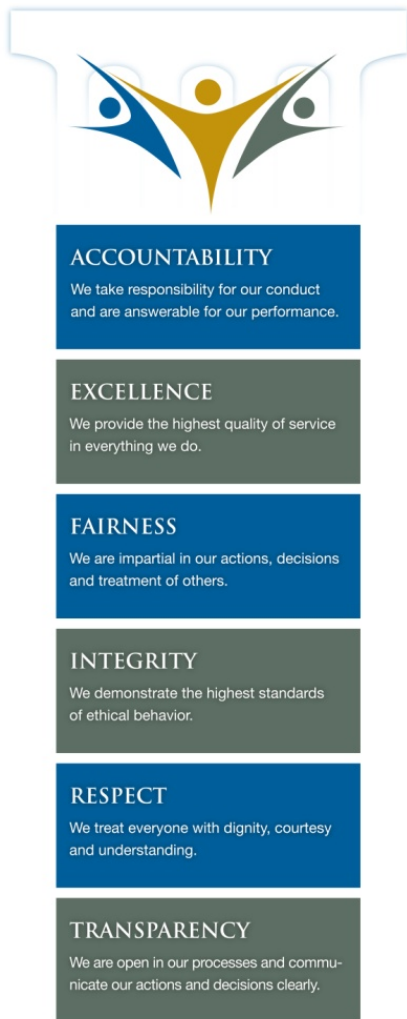 ACCOUNTABILITY
We take responsibility for our conduct
and are answerable for our performance.
EXCELLENCE
We provide the highest quality of service
in everything we do.
FAIRNESS
We are impartial in our actions, decisions
and treatment of others.
INTEGRITY
We demonstrate the highest standards
of ethical behavior.
RESPECT
We treat everyone with dignity, courtesy
and understanding.
TRANSPARENCY
We are open in our processes and commu-
nicate our actions and decisions clearly.